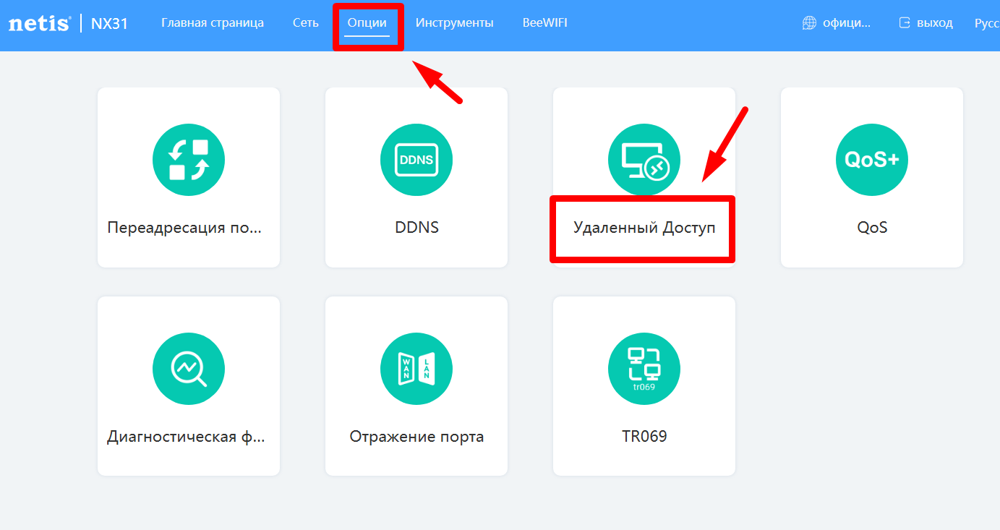 netis® NX31 Главная страница Сеть Опции Инструменты BeeWIFI офици... выход Русс
DDNS QoS+
Переадресация по... DDNS Удаленный Доступ QoS
WAN LAN tr069
Диагностическая ф... Отражение порта TR069